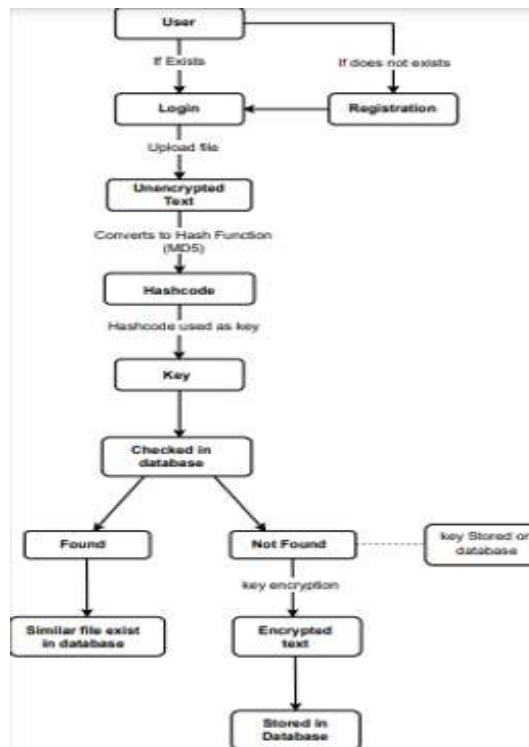 User
If Exists
If does not exists
Login
Registration
Upload file
Unencrypted
Text
Converts to Hash Function
(MD5)
Hashcode
Hashcode used as key
Key
Checked in
database
Found
Not Found
key Stored on
database
key encryption
Similar file exist
in database
Encrypted
text
Stored in
Database